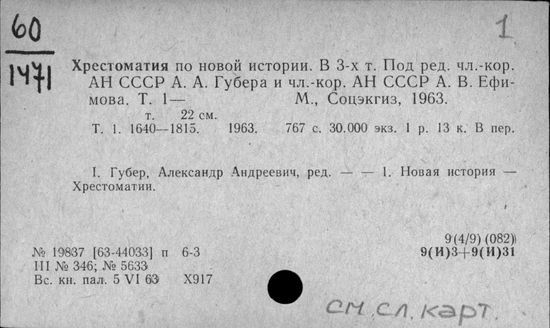 60
1
1471
Хрестоматия по новой истории. В 3-х т. Под ред. чл.-кор.
АН СССР А. А. Губера и чл.-кор. АН СССР А. В. Ефи-
мова. Т. 1— М., Соцэкгиз, 1963.
т. 22 см.
Т. 1. 1640—1815. 1963. 767 с. 30.000 экз. 1 р. 13 к. В пер.
I. Губер, Александр Андреевич, ред. — — 1. Новая история —
Хрестоматии.
9(4/9) (082)
№ 19837 [63-44033] п 6-3 9(И)3+9(И)31
III № 346; № 5633
Вс. кн. пал. 5 VI 63 Х917
см. сл. карт.